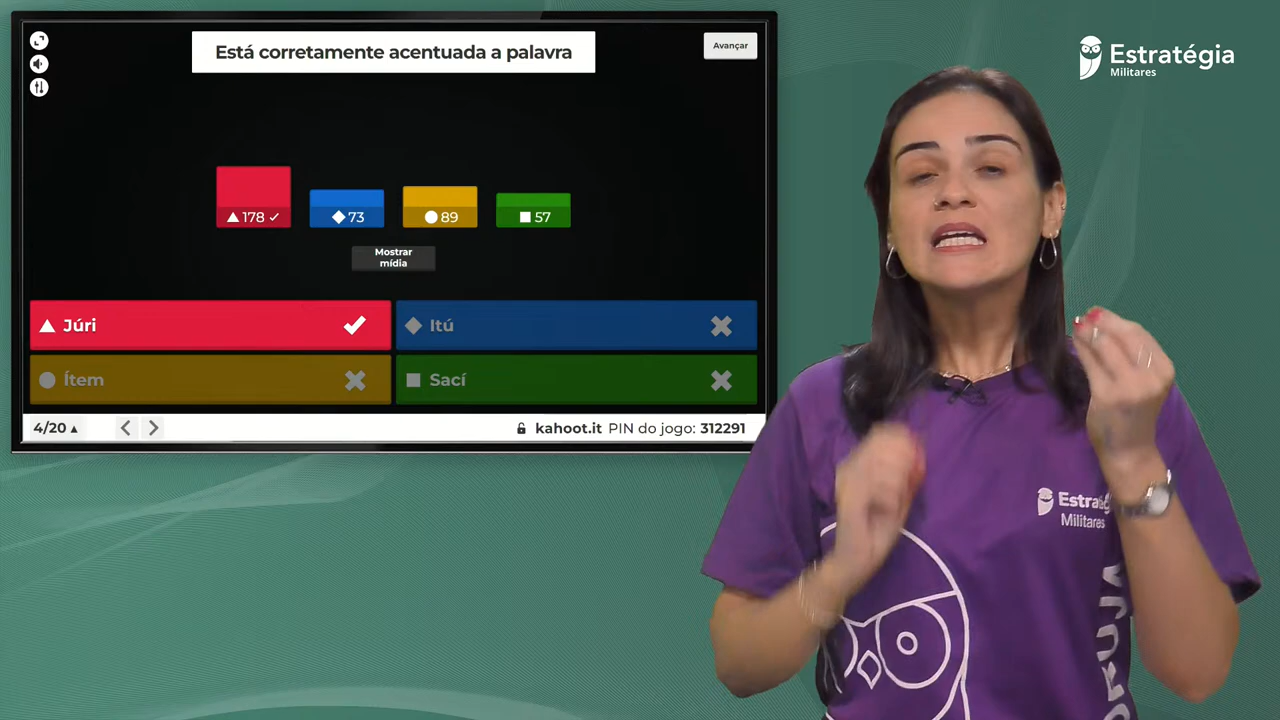 Está corretamente acentuada a palavra
Avançar
178
73
89
57
Mostrar
mídia
Júri
Itú
Ítem
Sací
4/20
kahoot.it PIN do jogo: 312291
Estratégia
Militares
Militares